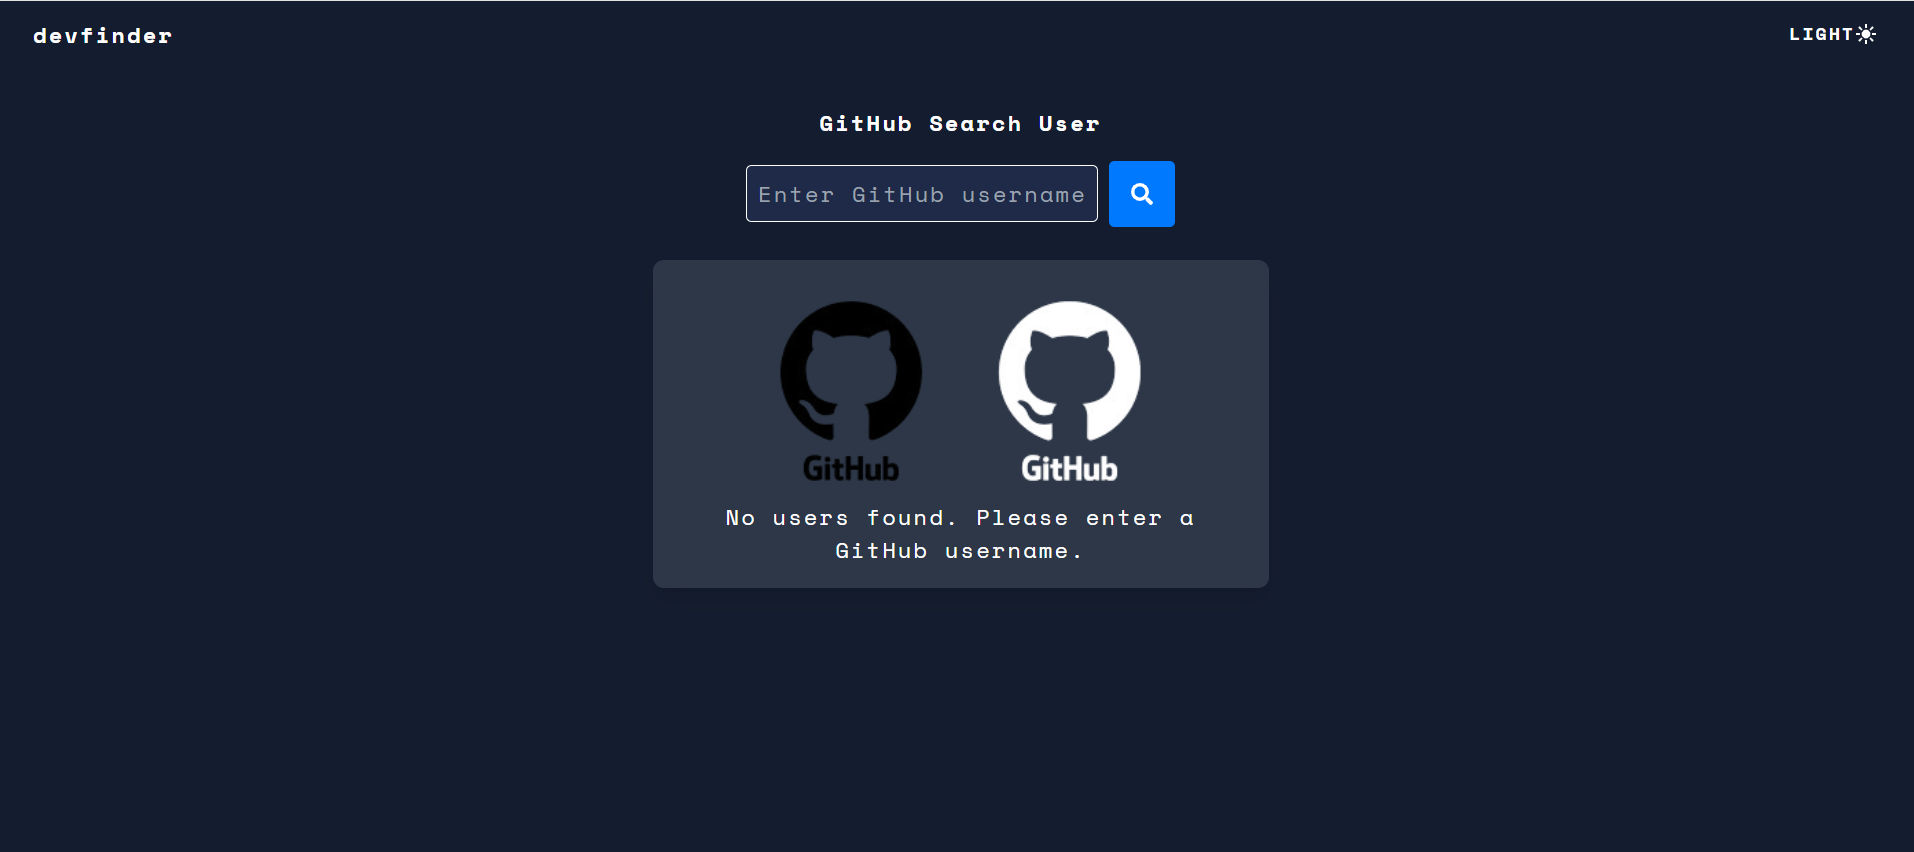 devfinder
LIGHT
GitHub Search User
Enter GitHub username
GitHub GitHub
No users found. Please enter a
GitHub username.